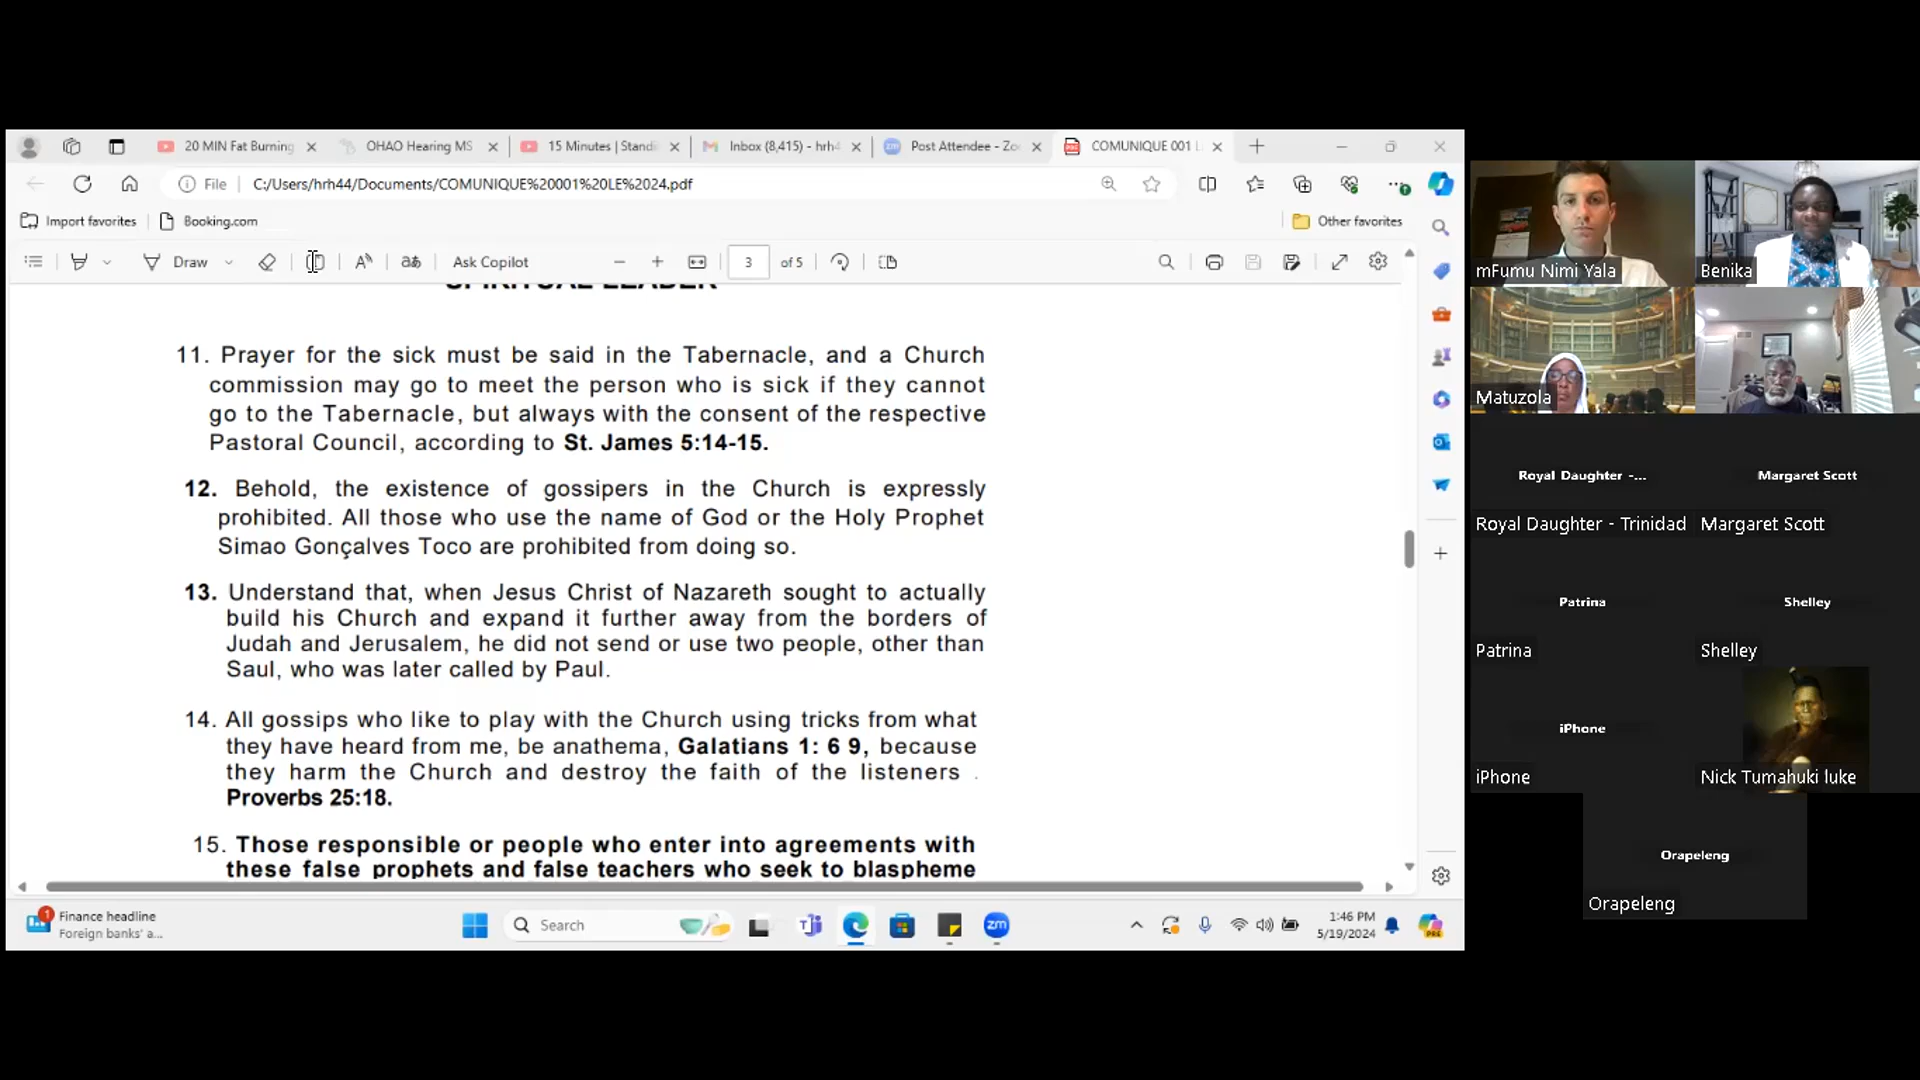 20 MIN Fat Burning
OHAO Hearing MS
15 Minutes | Standi
Inbox (8,415) - hrh4
Post Attendee - Zo
COMUNIQUE 001 L
File
C:/Users/hrh44/Documents/COMUNIQUE%20001%20LE%2024.pdf
Import favorites
Booking.com
Other favorites
Draw
Ask Copilot
3 of 5
SPIRITUAL LEADER
11. Prayer for the sick must be said in the Tabernacle, and a Church
commission may go to meet the person who is sick if they cannot
go to the Tabernacle, but always with the consent of the respective
Pastoral Council, according to St. James 5:14-15.
12. Behold, the existence of gossipers in the Church is expressly
prohibited. All those who use the name of God or the Holy Prophet
Simao Gonçalves Toco are prohibited from doing so.
13. Understand that, when Jesus Christ of Nazareth sought to actually
build his Church and expand it further away from the borders of
Judah and Jerusalem, he did not send or use two people, other than
Saul, who was later called by Paul.
14. All gossips who like to play with the Church using tricks from what
they have heard from me, be anathema, Galatians 1: 6 9, because
they harm the Church and destroy the faith of the listeners .
Proverbs 25:18.
15. Those responsible or people who enter into agreements with
these false prophets and false teachers who seek to blaspheme
1
Finance headline
Foreign banks' a...
Search
zm
1:46 PM
5/19/2024
PRE
mFumu Nimi Yala
Benika
Matuzola
Royal Daughter -...
Margaret Scott
Royal Daughter - Trinidad
Margaret Scott
Patrina
Shelley
Patrina
Shelley
iPhone
iPhone
Nick Tumahuki luke
Orapeleng
Orapeleng